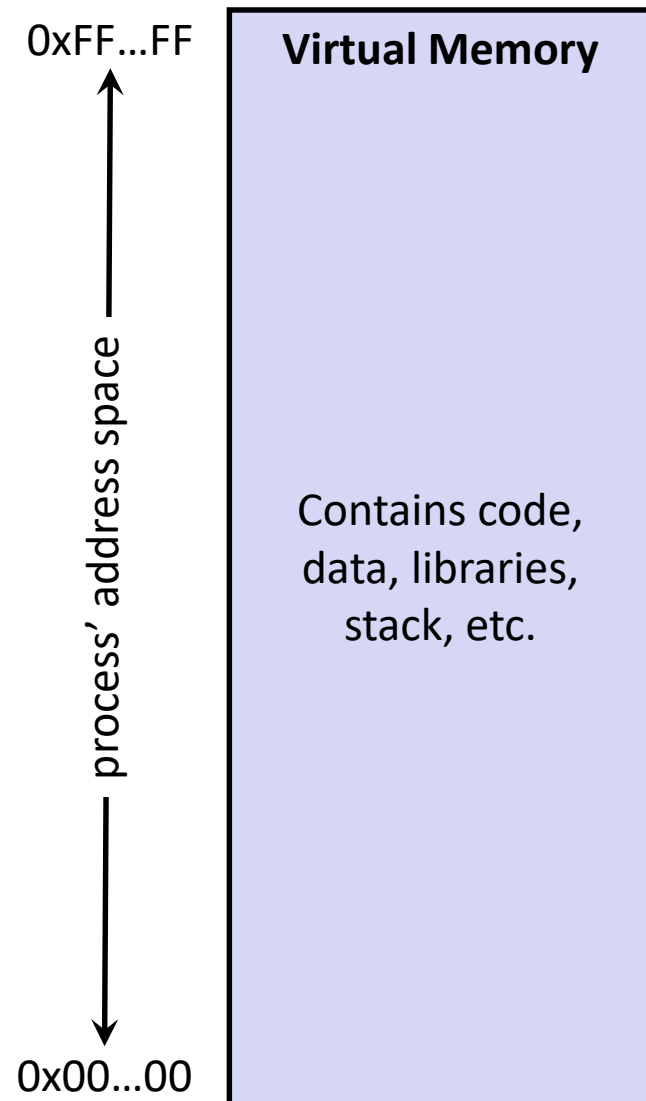 0xFF...FF
Virtual Memory
process’ address space
Contains code,
data, libraries,
stack, etc.
0x00...00